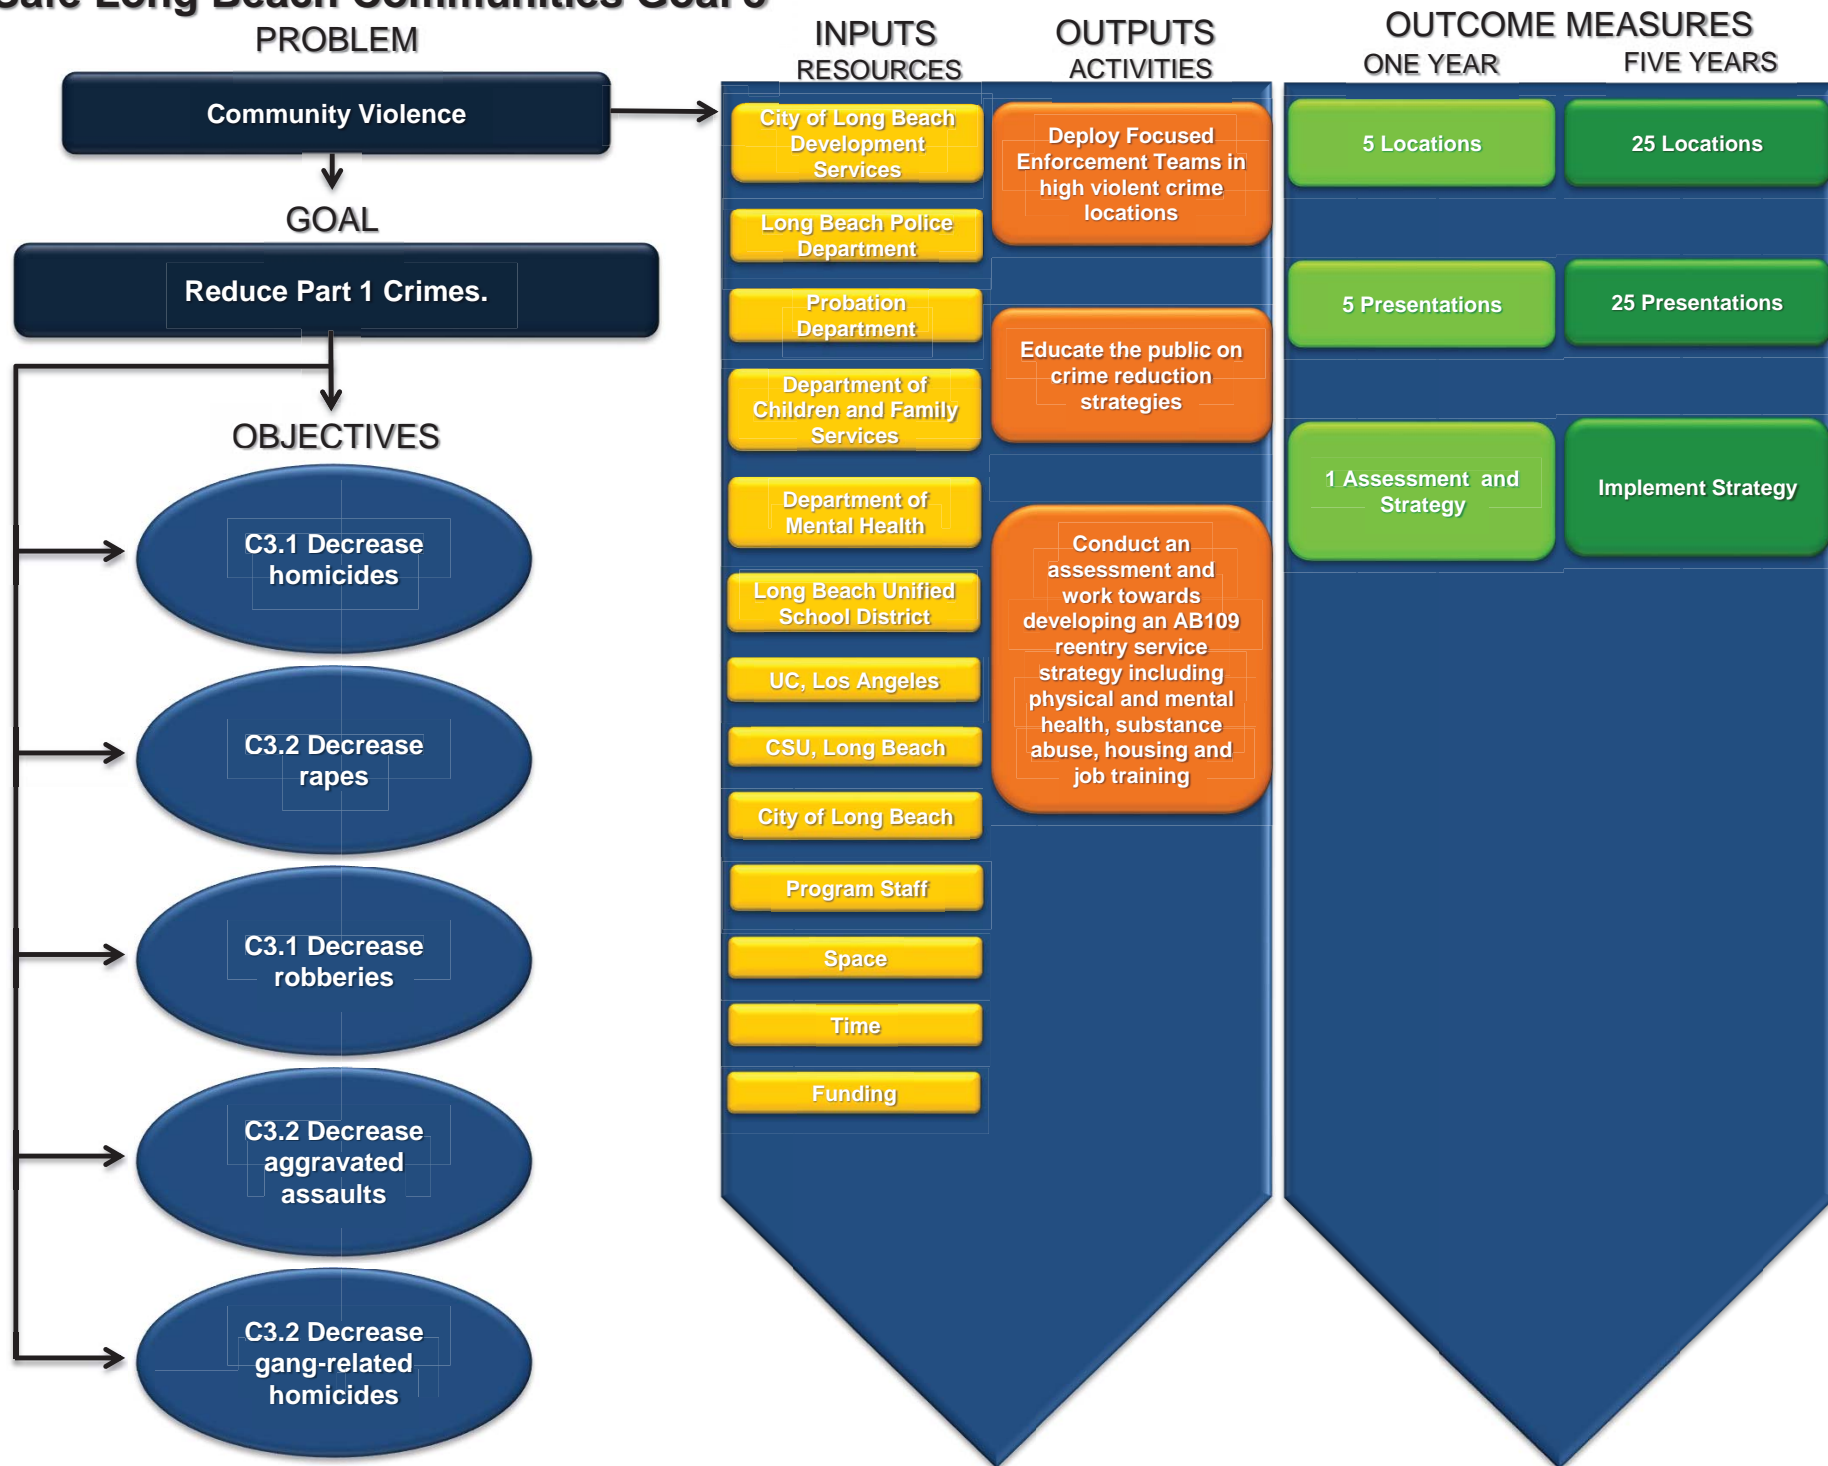 Safe Long Beach Communities Goal 3
PROBLEM
Community Violence
GOAL
Reduce Part 1 Crimes.
OBJECTIVES
C3.1 Decrease
homicides
C3.2 Decrease
rapes
C3.1 Decrease
robberies
C3.2 Decrease
aggravated
assaults
C3.2 Decrease
gang-related
homicides
INPUTS
RESOURCES
City of Long Beach
Development
Services
Long Beach Police
Department
Probation
Department
Department of
Children and Family
Services
Department of
Mental Health
Long Beach Unified
School District
UC, Los Angeles
CSU, Long Beach
City of Long Beach
Program Staff
Space
Time
Funding
OUTPUTS
ACTIVITIES
Deploy Focused
Enforcement Teams in
high violent crime
locations
Educate the public on
crime reduction
strategies
Conduct an
assessment and
work towards
developing an AB109
reentry service
strategy including
physical and mental
health, substance
abuse, housing and
job training
OUTCOME MEASURES
ONE YEAR
5 Locations
5 Presentations
1 Assessment and
Strategy
FIVE YEARS
25 Locations
25 Presentations
Implement Strategy